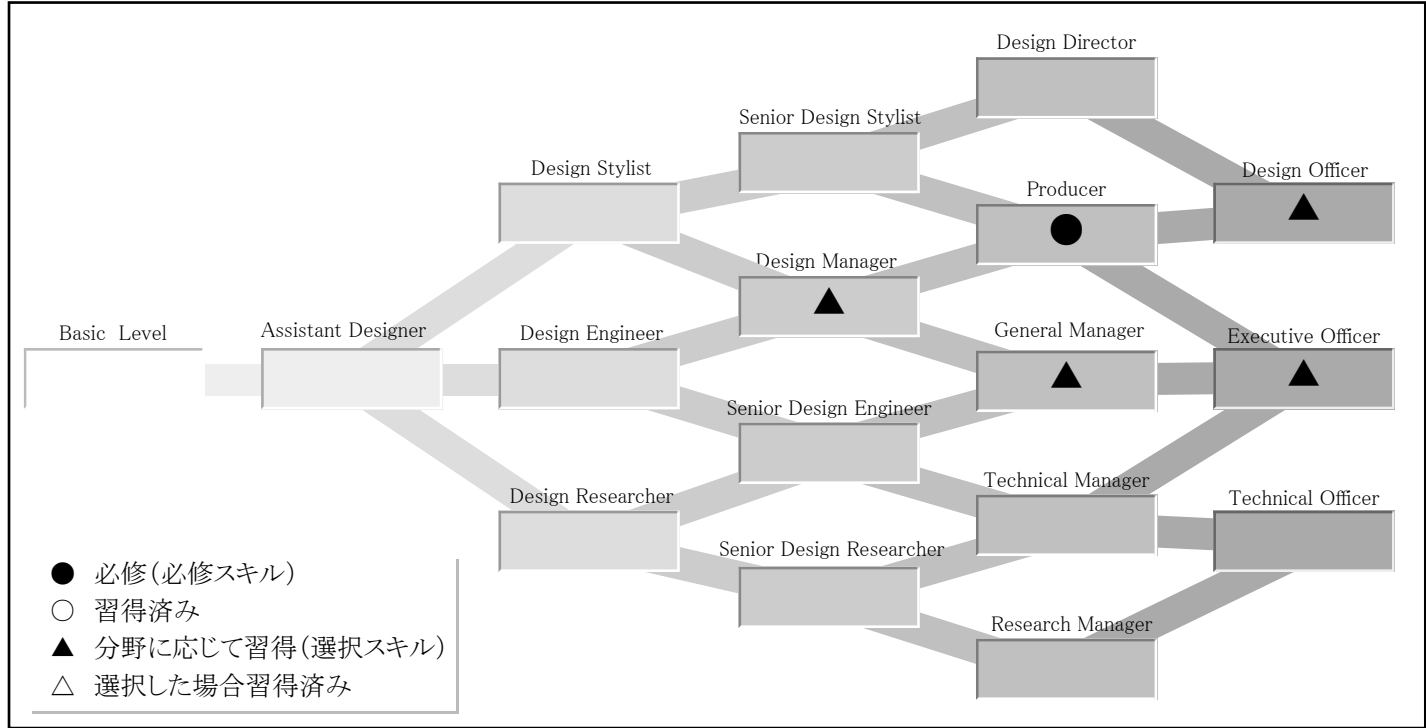 Design Director
Senior Design Stylist
Design Stylist
Producer
Design Officer
●
▲
Design Manager
▲
Basic Level
Assistant Designer
Design Engineer
General Manager
Executive Officer
▲
▲
Senior Design Engineer
Design Researcher
Technical Manager
Technical Officer
Senior Design Researcher
Research Manager
● 必修(必修スキル)
○ 習得済み
▲ 分野に応じて習得(選択スキル)
△ 選択した場合習得済み